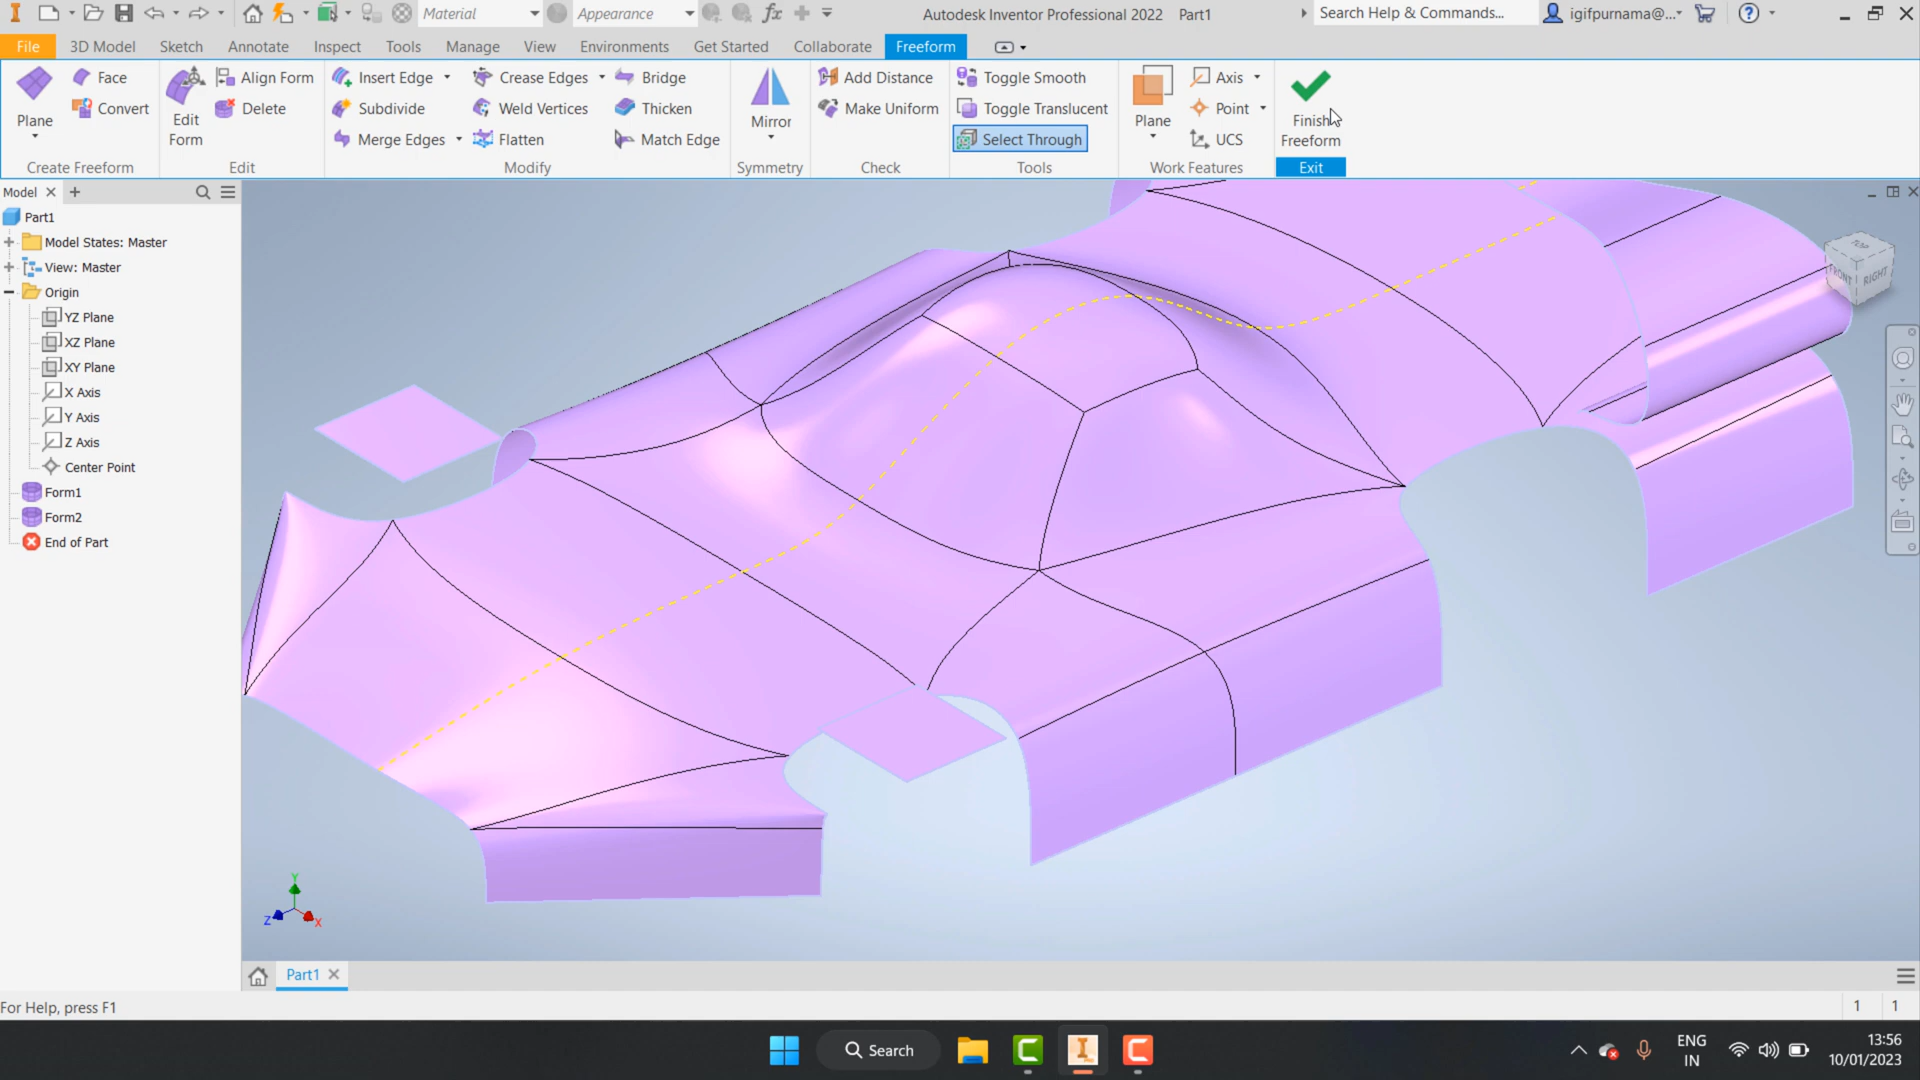 Material
Appearance
fx
Autodesk Inventor Professional 2022 Part1
Search Help & Commands...
igifpurnama@...
?
File
3D Model
Sketch
Annotate
Inspect
Tools
Manage
View
Environments
Get Started
Collaborate
Freeform
Plane
Face
Convert
Create Freeform
Edit
Form
Align Form
Delete
Edit
Insert Edge
Subdivide
Merge Edges
Crease Edges
Weld Vertices
Flatten
Bridge
Thicken
Match Edge
Modify
Mirror
Symmetry
Add Distance
Make Uniform
Check
Toggle Smooth
Toggle Translucent
Select Through
Tools
Plane
Axis
Point
UCS
Work Features
Finish
Freeform
Exit
Model
Part1
Model States: Master
View: Master
Origin
YZ Plane
XZ Plane
XY Plane
X Axis
Y Axis
Z Axis
Center Point
Form1
Form2
End of Part
TOP
FRONT
RIGHT
Y
Z
X
Part1
For Help, press F1
1 1
Search
ENG
IN
13:56
10/01/2023